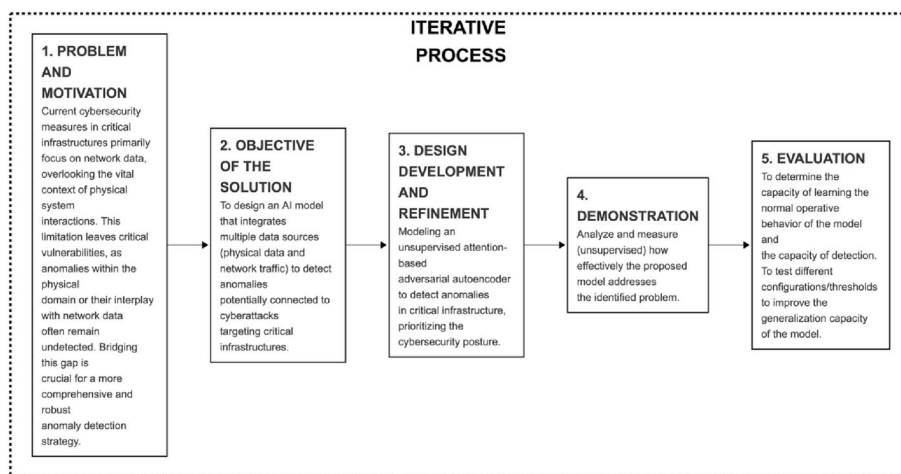 ITERATIVE
PROCESS
1. PROBLEM
AND
MOTIVATION
Current cybersecurity
measures in critical
infrastructures primarily
focus on network data,
overlooking the vital
context of physical
system
interactions. This
limitation leaves critical
vulnerabilities, as
anomalies within the
physical
domain or their interplay
with network data
often remain
undetected. Bridging
this gap is
crucial for a more
comprehensive and
robust
anomaly detection
strategy.
2. OBJECTIVE
OF THE
SOLUTION
To design an AI model
that integrates
multiple data sources
(physical data and
network traffic) to detect
anomalies
potentially connected to
cyberattacks
targeting critical
infrastructures.
3. DESIGN
DEVELOPMENT
AND
REFINEMENT
Modeling an
unsupervised attention-
based
adversarial autoencoder
to detect anomalies
in critical infrastructure,
prioritizing the
cybersecurity posture.
4.
DEMONSTRATION
Analyze and measure
(unsupervised) how
effectively the proposed
model addresses
the identified problem.
5. EVALUATION
To determine the
capacity of learning the
normal operative
behavior of the model
and
the capacity of detection.
To test different
configurations/thresholds
to improve the
generalization capacity
of the model.